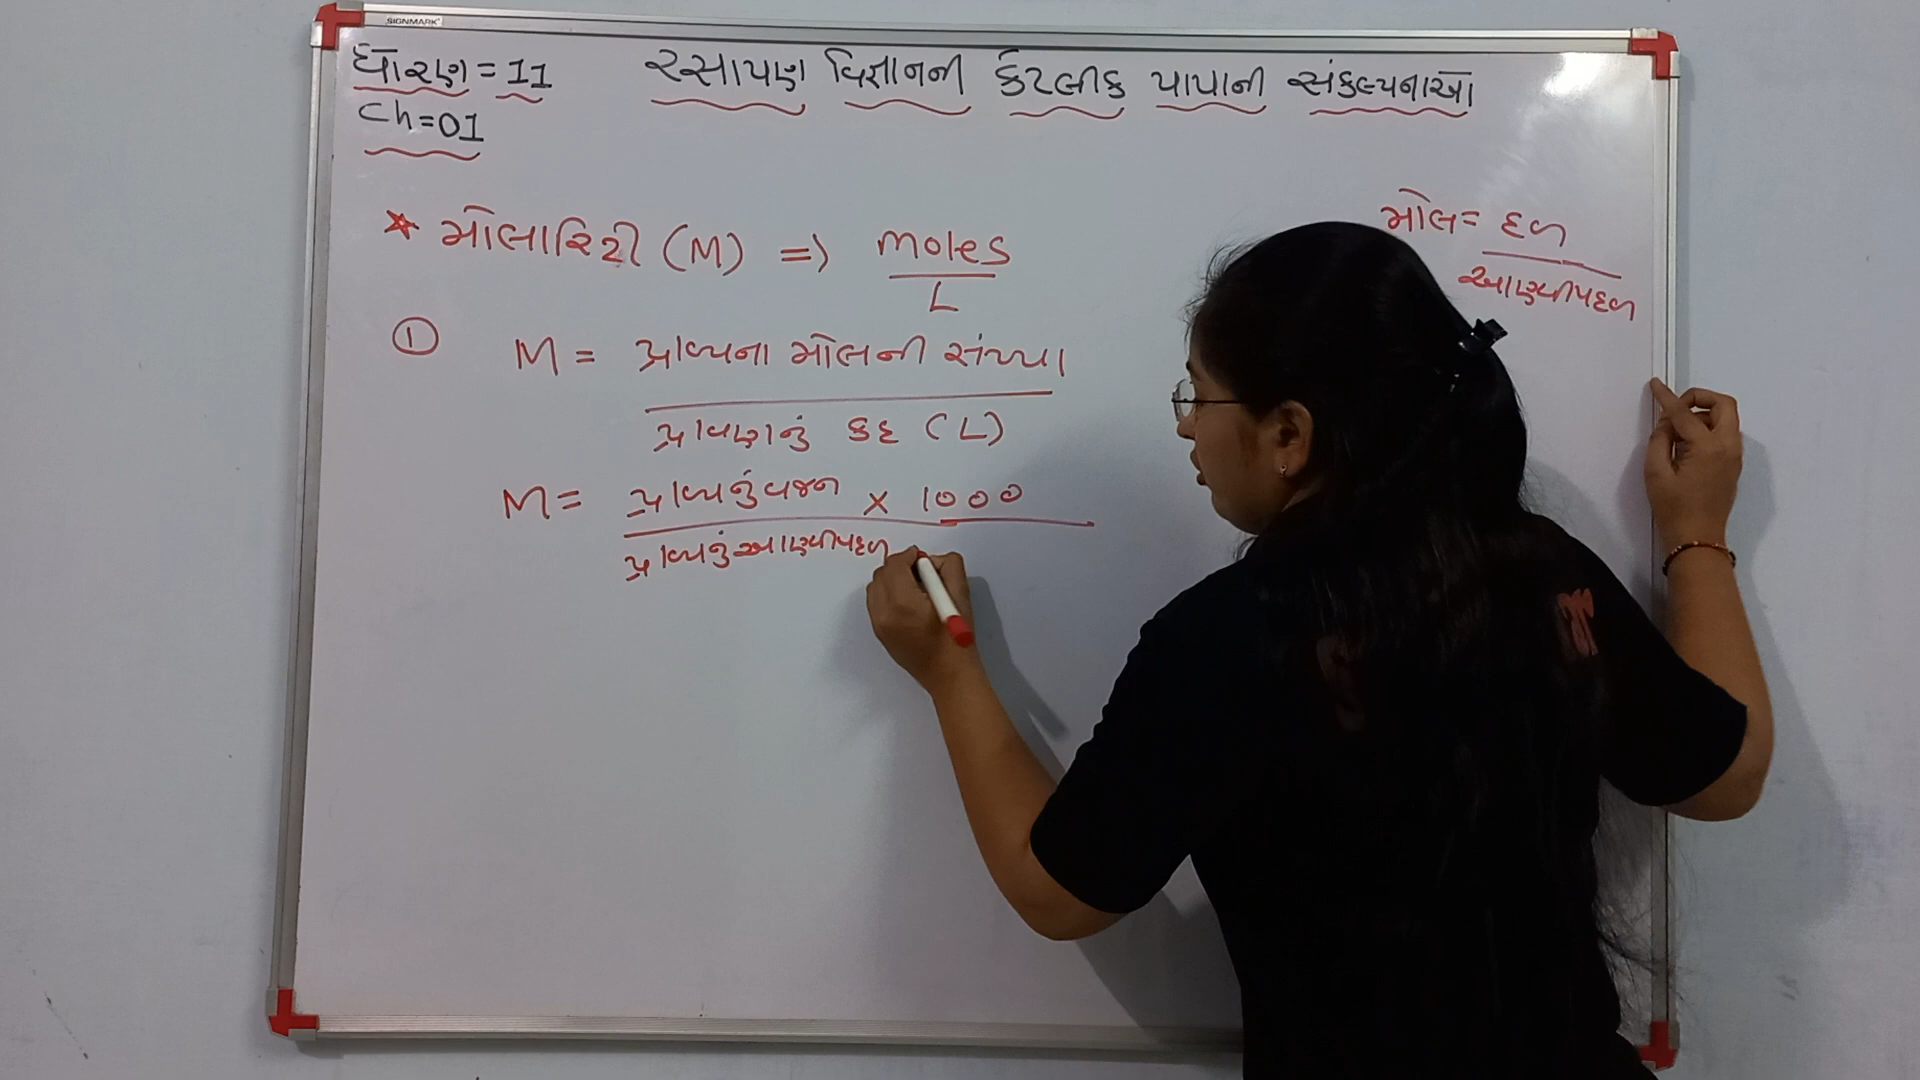 SIGNMARK
ધોરણ = 11
રસાયણ વિજ્ઞાનની કેટલીક પાયાની સંકલ્પનાઓ
Ch=01
* મોલારિટી (M) => moles
L
મોલ = દળ
આણ્વીયદળ
① M = દ્રાવ્યના મોલની સંખ્યા
દ્રાવણનું કદ (L)
M = દ્રાવ્યનું વજન x 1000
દ્રાવ્યનું આણ્વીયદળ